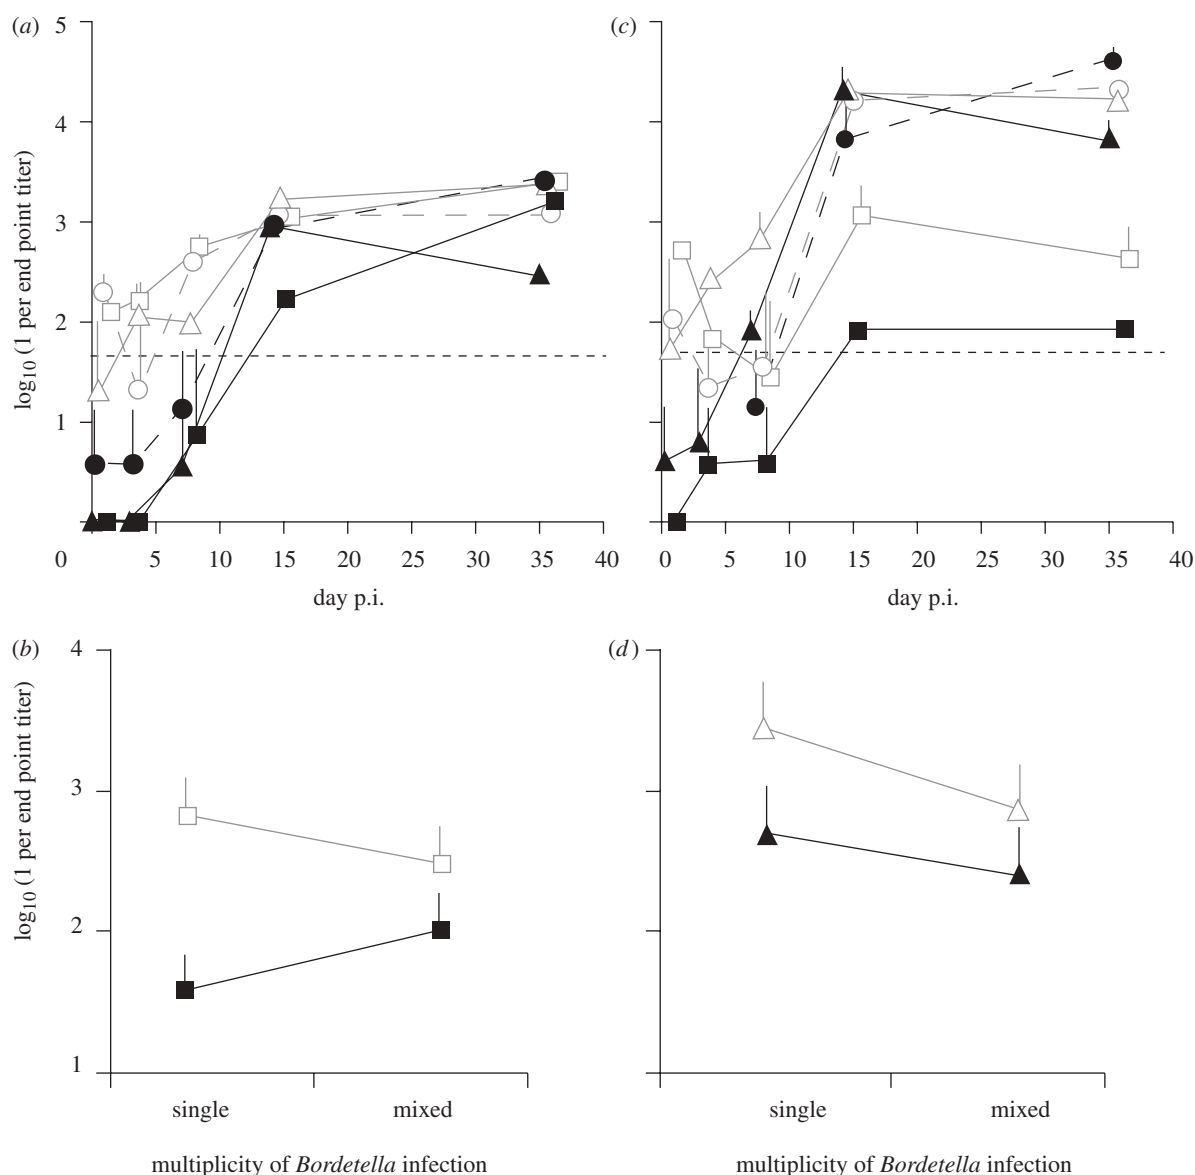 (a)
5
4
3
2
1
log10 (1 per end point titer)
0 5 10 15 20 25 30 35 40
day p.i.
(c)
0 5 10 15 20 25 30 35 40
day p.i.
(b)
4
3
2
1
log10 (1 per end point titer)
single mixed
multiplicity of Bordetella infection
(d)
single mixed
multiplicity of Bordetella infection